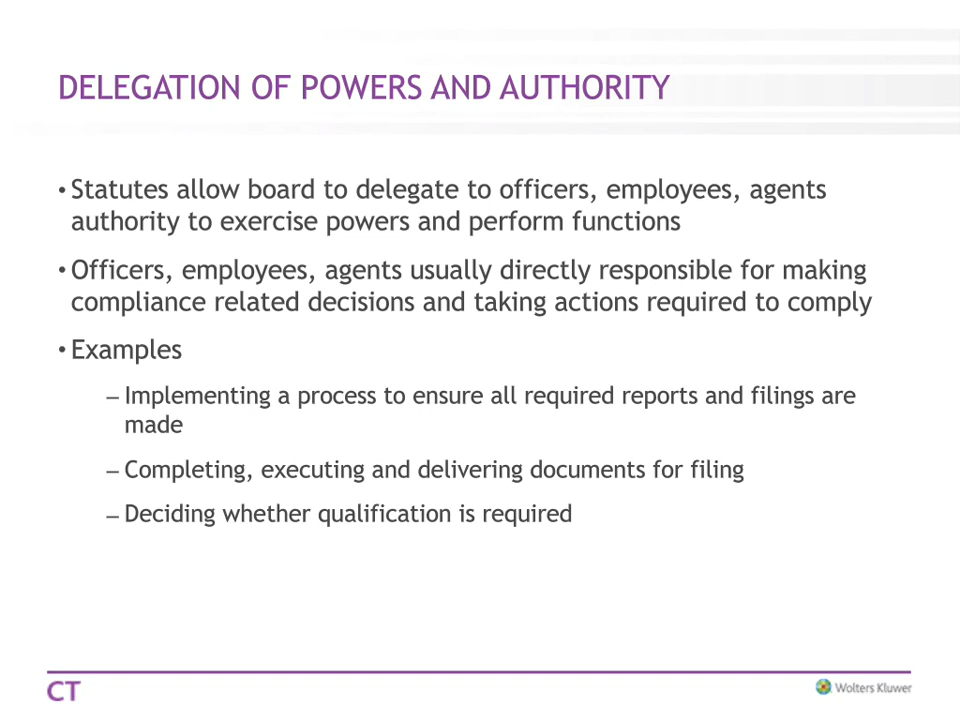 DELEGATION OF POWERS AND AUTHORITY
• Statutes allow board to delegate to officers, employees, agents
authority to exercise powers and perform functions
• Officers, employees, agents usually directly responsible for making
compliance related decisions and taking actions required to comply
• Examples
– Implementing a process to ensure all required reports and filings are
made
– Completing, executing and delivering documents for filing
– Deciding whether qualification is required
CT
Wolters Kluwer